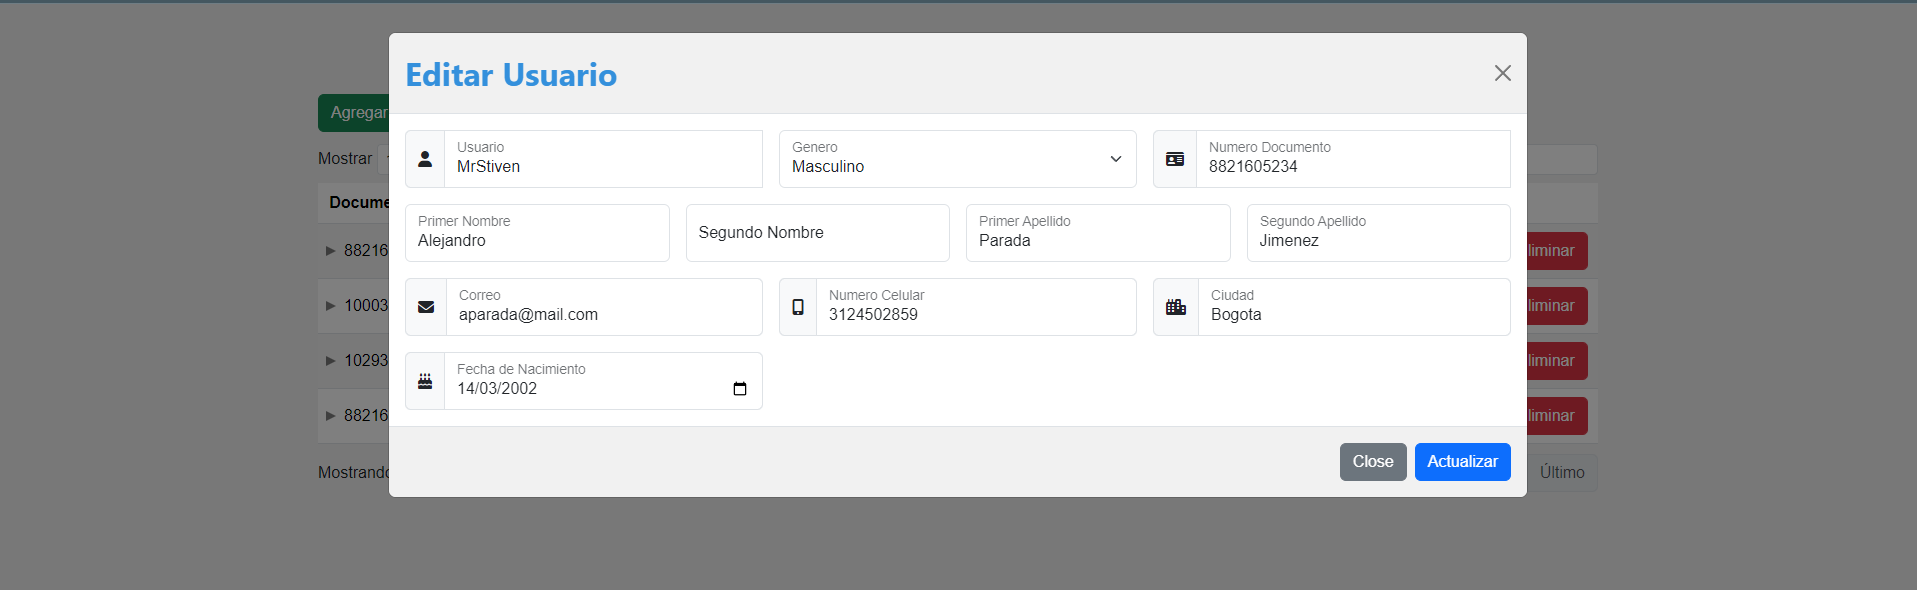 Editar Usuario
Agregar
Usuario
MrStiven
Genero
Masculino
Numero Documento
8821605234
Mostrar
Docume
Primer Nombre
Alejandro
Segundo Nombre
Primer Apellido
Parada
Segundo Apellido
Jimenez
88216
liminar
Correo
aparada@mail.com
Numero Celular
3124502859
Ciudad
Bogota
10003
liminar
Fecha de Nacimiento
14/03/2002
10293
liminar
88216
liminar
Close
Actualizar
Mostrando
Último